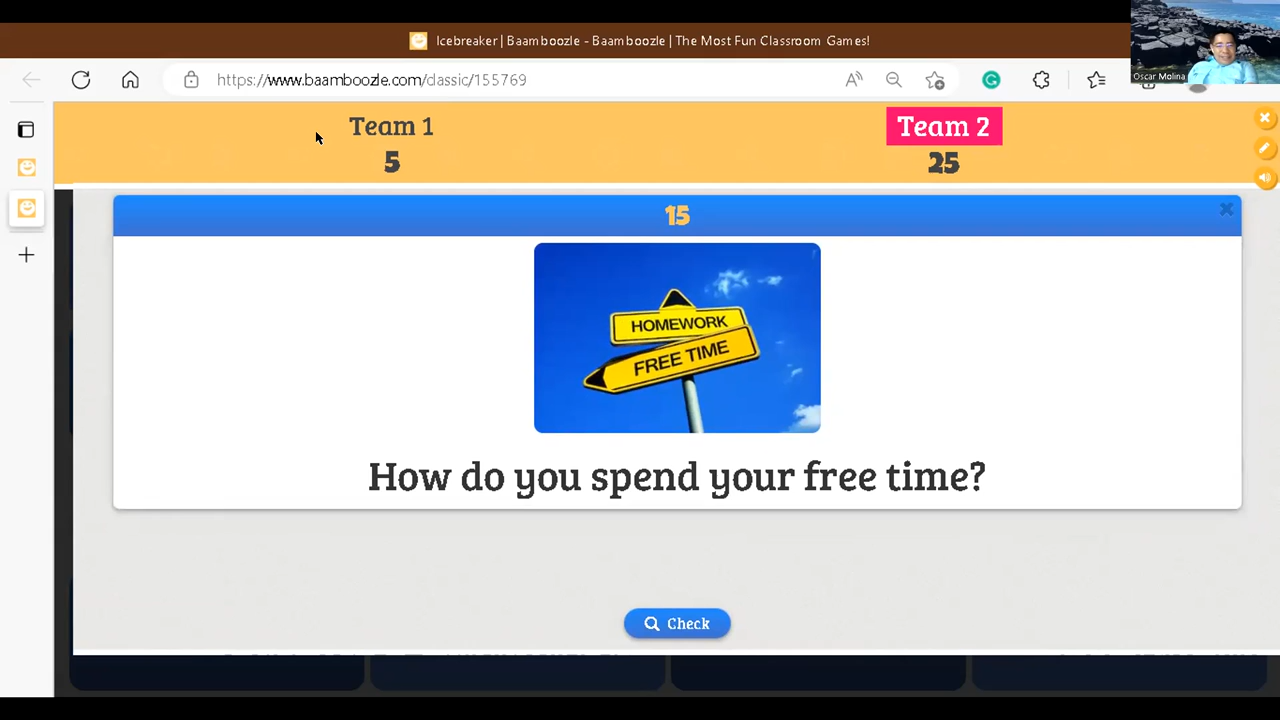 Icebreaker | Baamboozle - Baamboozle | The Most Fun Classroom Games!
https://www.baamboozle.com/classic/155769
Oscar Molina
Team 1
5
Team 2
25
15
HOMEWORK
FREE TIME
How do you spend your free time?
Check